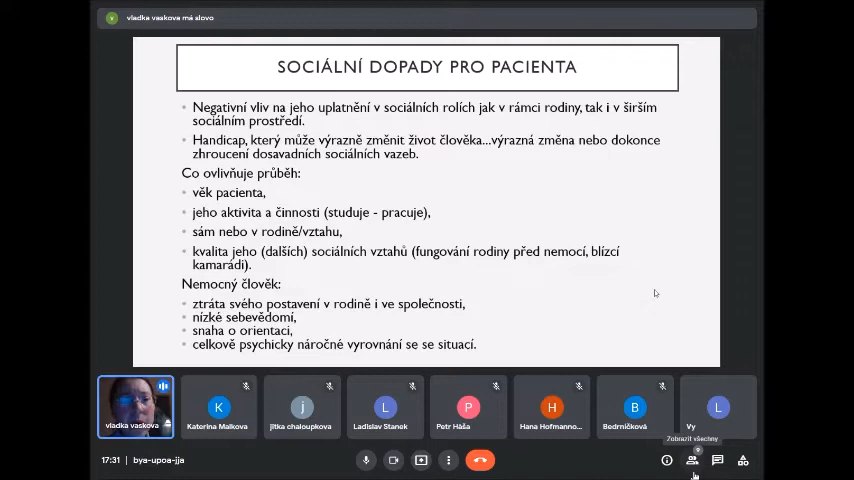 v
vladka vaskova má slovo
SOCIÁLNÍ DOPADY PRO PACIENTA
• Negativní vliv na jeho uplatnění v sociálních rolích jak v rámci rodiny, tak i v širším
sociálním prostředí.
• Handicap, který může výrazně změnit život člověka...výrazná změna nebo dokonce
zhroucení dosavadních sociálních vazeb.
Co ovlivňuje průběh:
• věk pacienta,
• jeho aktivita a činnosti (studuje - pracuje),
• sám nebo v rodině/vztahu,
• kvalita jeho (dalších) sociálních vztahů (fungování rodiny před nemocí, blízcí
kamarádi).
Nemocný člověk:
• ztráta svého postavení v rodině i ve společnosti,
• nízké sebevědomí,
• snaha o orientaci,
• celkově psychicky náročné vyrovnání se se situací.
K
j
L
P
H
B
L
vladka vaskova
Katerina Malkova
jitka chaloupkova
Ladislav Stanek
Petr Háša
Hana Hofmanno...
Bedrníčková
Vy
Zobrazit všechny
9
17:31 | bya-upoa-jja